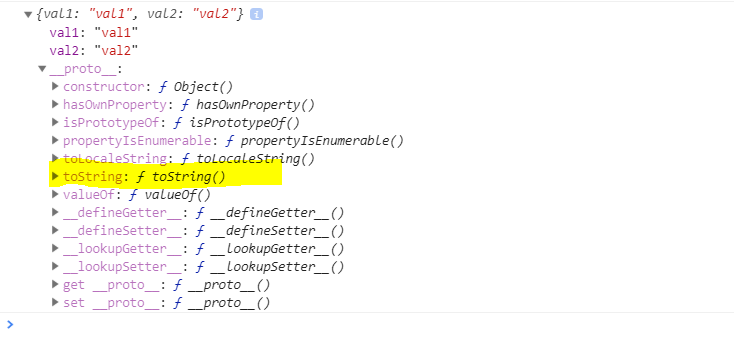 {val1: "val1", val2: "val2"} i
val1: "val1"
val2: "val2"
__proto__:
constructor: ƒ Object()
hasOwnProperty: ƒ hasOwnProperty()
isPrototypeOf: ƒ isPrototypeOf()
propertyIsEnumerable: ƒ propertyIsEnumerable()
toLocaleString: ƒ toLocaleString()
toString: ƒ toString()
valueOf: ƒ valueOf()
__defineGetter__: ƒ __defineGetter__()
__defineSetter__: ƒ __defineSetter__()
__lookupGetter__: ƒ __lookupGetter__()
__lookupSetter__: ƒ __lookupSetter__()
get __proto__: ƒ __proto__()
set __proto__: ƒ __proto__()